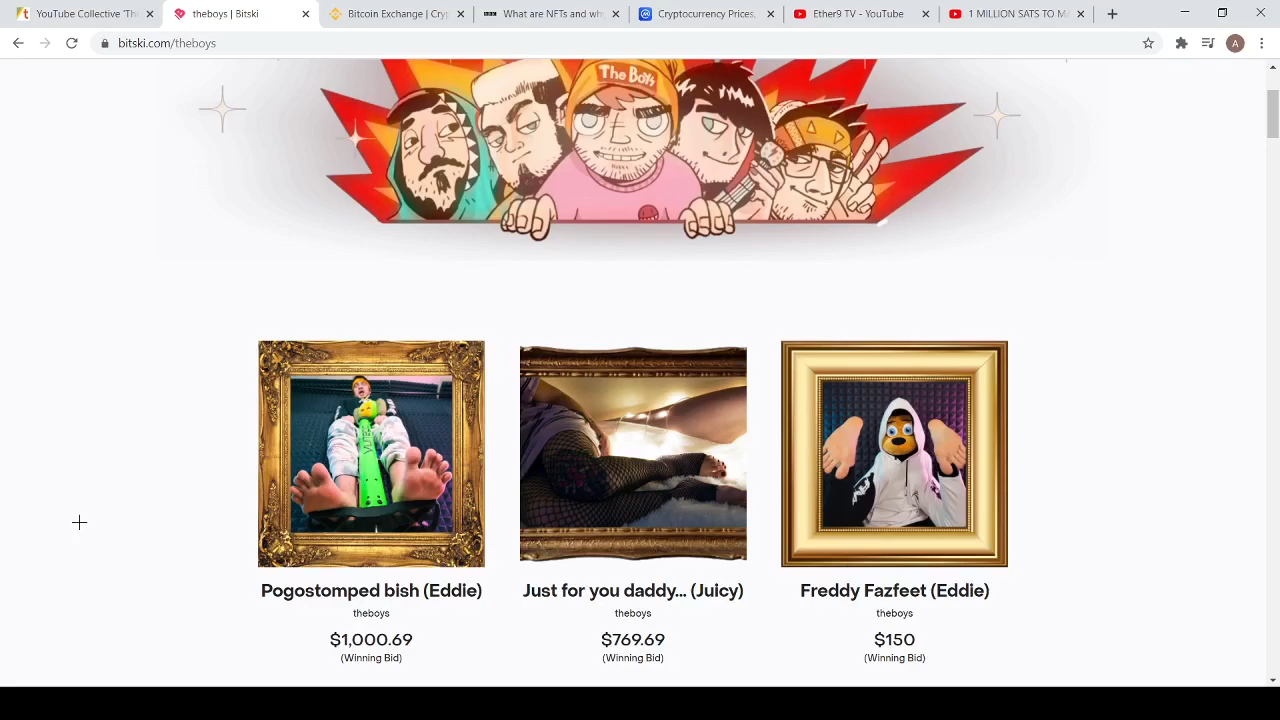 YouTube Collective 'Th
theboys | Bitski
Bitcoin Exchange | Cryp
What are NFTs and wh
Cryptocurrency Prices,
Ether9 TV - YouTube
1 MILLION SATS TO MA
bitski.com/theboys
A
The Boys
Pogostomped bish (Eddie)
theboys
$1,000.69
(Winning Bid)
Just for you daddy... (Juicy)
theboys
$769.69
(Winning Bid)
Freddy Fazfeet (Eddie)
theboys
$150
(Winning Bid)